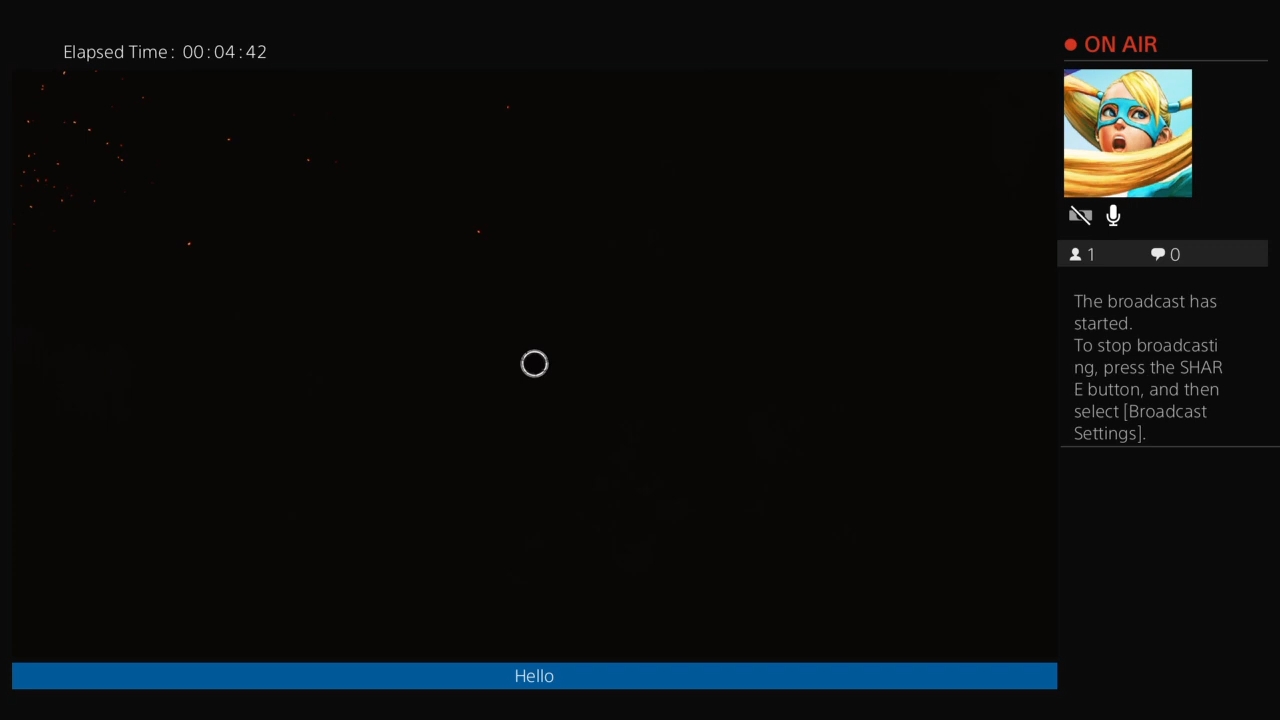 Elapsed Time: 00:04:42
ON AIR
1 0
The broadcast has
started.
To stop broadcasti
ng, press the SHAR
E button, and then
select [Broadcast
Settings].
Hello